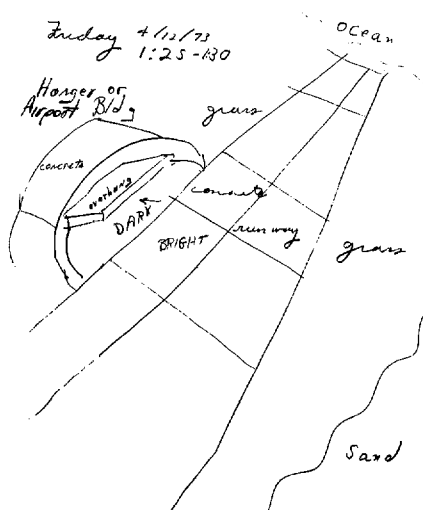 Friday 4/12/73
1:25-130
Ocean
Hanger or
Airport Bldg
grass
concrete
overhang
DARK
concrete
BRIGHT
runway
grass
Sand